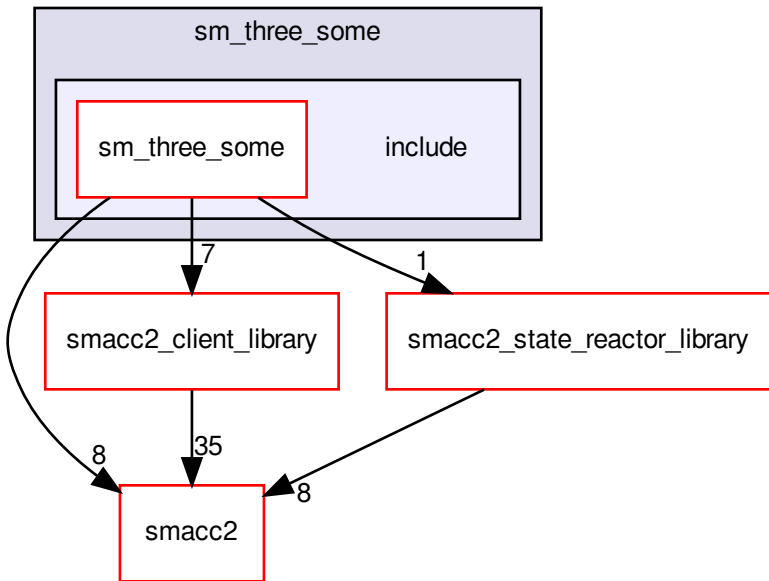 sm_three_some
sm_three_some
include
7
1
smacc2_client_library
smacc2_state_reactor_library
8
35
8
smacc2